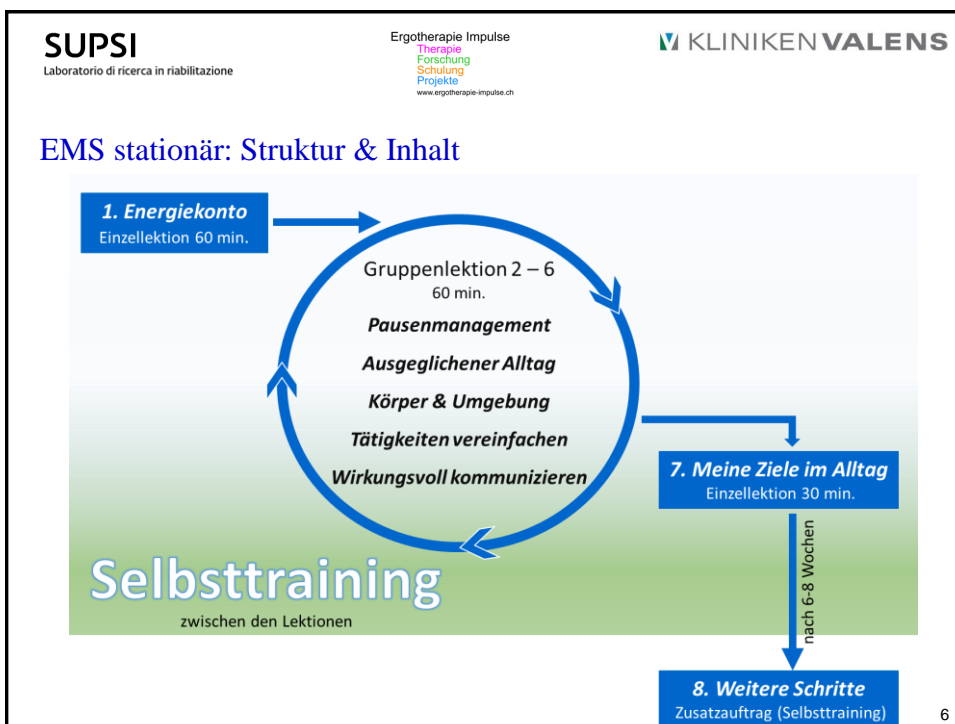 SUPSI
Laboratorio di ricerca in riabilitazione
Ergotherapie Impulse
Therapie
Forschung
Schulung
Projekte
www.ergotherapie-impulse.ch
KLINIKEN VALENS
EMS stationär: Struktur & Inhalt
1. Energiekonto
Einzellektion 60 min.
Gruppenlektion 2 – 6
60 min.
Pausenmanagement
Ausgeglichener Alltag
Körper & Umgebung
Tätigkeiten vereinfachen
Wirkungsvoll kommunizieren
7. Meine Ziele im Alltag
Einzellektion 30 min.
nach 6-8 Wochen
Selbsttraining
zwischen den Lektionen
8. Weitere Schritte
Zusatzauftrag (Selbsttraining)
6